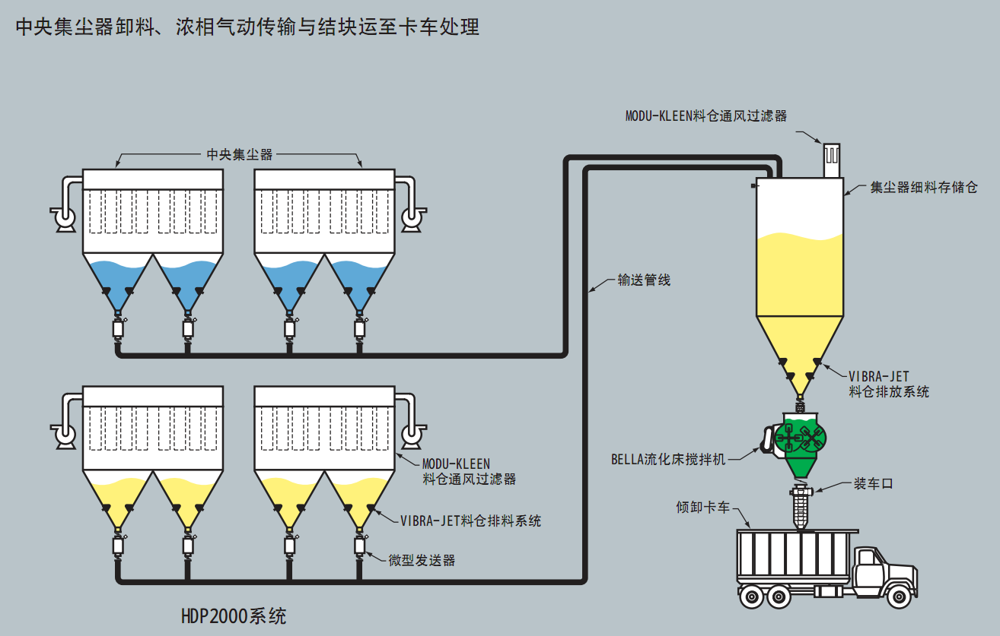 中央集尘器卸料、浓相气动传输与结块运至卡车处理
MODU-KLEEN料仓通风过滤器
中央集尘器
集尘器细料存储仓
输送管线
VIBRA-JET
料仓排放系统
BELLA流化床搅拌机
MODU-KLEEN
料仓通风过滤器
装车口
倾卸卡车
VIBRA-JET料仓排料系统
微型发送器
HDP2000系统